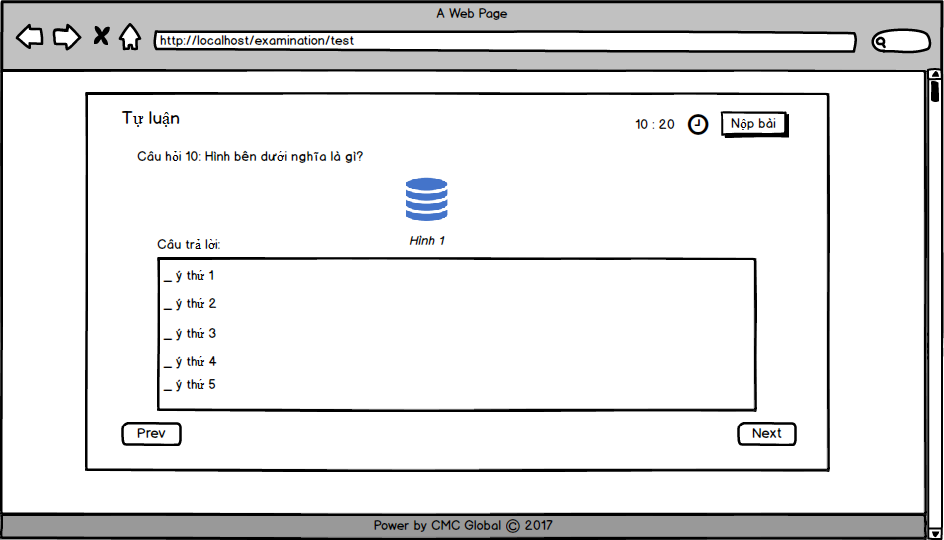 A Web Page
http://localhost/examination/test
Tự luận
10 : 20
Nộp bài
Câu hỏi 10: Hình bên dưới nghĩa là gì?
Hình 1
Câu trả lời:
_ ý thứ 1
_ ý thứ 2
_ ý thứ 3
_ ý thứ 4
_ ý thứ 5
Prev
Next
Power by CMC Global © 2017